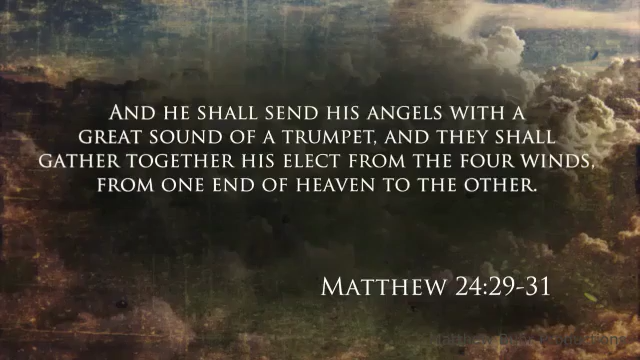 And he shall send his angels with a
great sound of a trumpet, and they shall
gather together his elect from the four winds,
from one end of heaven to the other.
Matthew 24:29-31